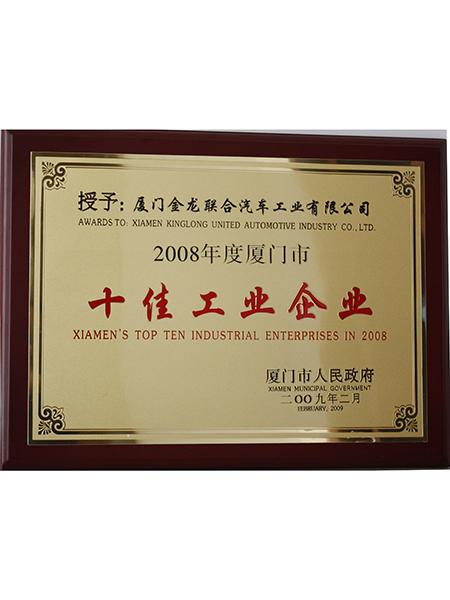 授予：厦门金龙联合汽车工业有限公司
AWARDS TO: XIAMEN KINGLONG UNITED AUTOMOTIVE INDUSTRY CO., LTD.
2008年度厦门市
十佳工业企业
XIAMEN'S TOP TEN INDUSTRIAL ENTERPRISES IN 2008
厦门市人民政府
XIAMEN MUNICIPAL GOVERNMENT
二〇〇九年二月
FEBRUARY, 2009